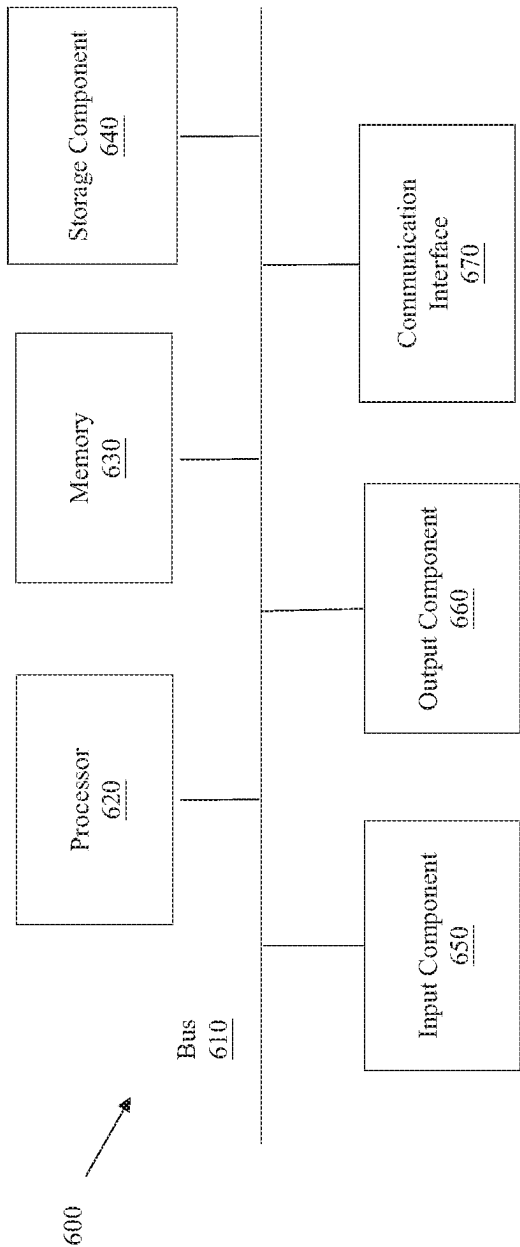 600
Bus
610
Processor
620
Memory
630
Storage Component
640
Input Component
650
Output Component
660
Communication
Interface
670